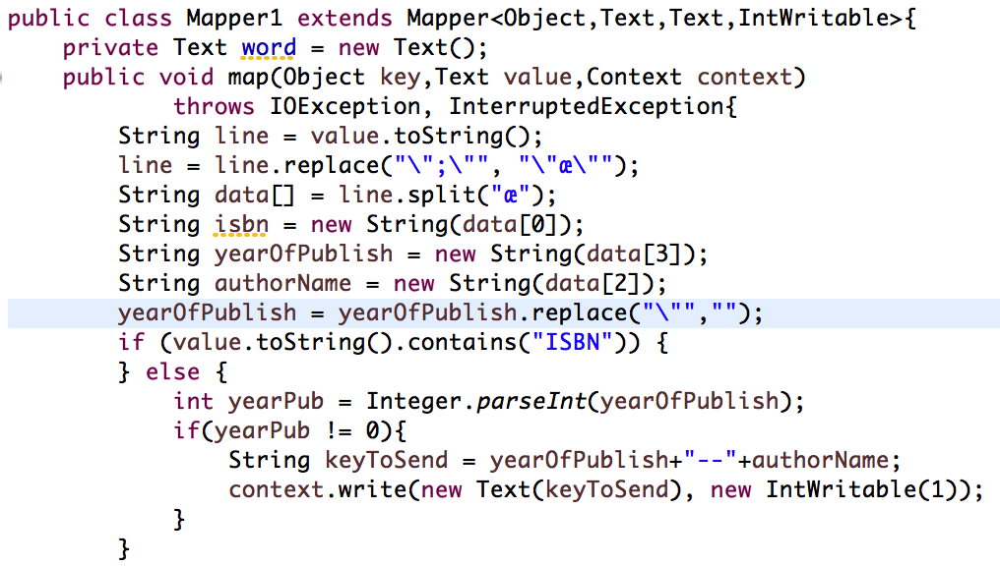 public class Mapper1 extends Mapper<Object,Text,Text,IntWritable>{
    private Text word = new Text();
    public void map(Object key,Text value,Context context)
            throws IOException, InterruptedException{
        String line = value.toString();
        line = line.replace("\";\"", "\"æ\"");
        String data[] = line.split("æ");
        String isbn = new String(data[0]);
        String yearOfPublish = new String(data[3]);
        String authorName = new String(data[2]);
        yearOfPublish = yearOfPublish.replace("\"","");
        if (value.toString().contains("ISBN")) {
        } else {
            int yearPub = Integer.parseInt(yearOfPublish);
            if(yearPub != 0){
                String keyToSend = yearOfPublish+"--"+authorName;
                context.write(new Text(keyToSend), new IntWritable(1));
            }
        }